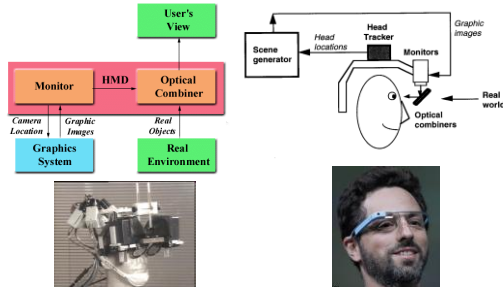 User's
View
Monitor
HMD
Optical
Combiner
Camera
Location
Graphic
Images
Real
Objects
Graphics
System
Real
Environment
Scene
generator
Head
locations
Head
Tracker
Monitors
Graphic
images
Optical
combiners
Real
world